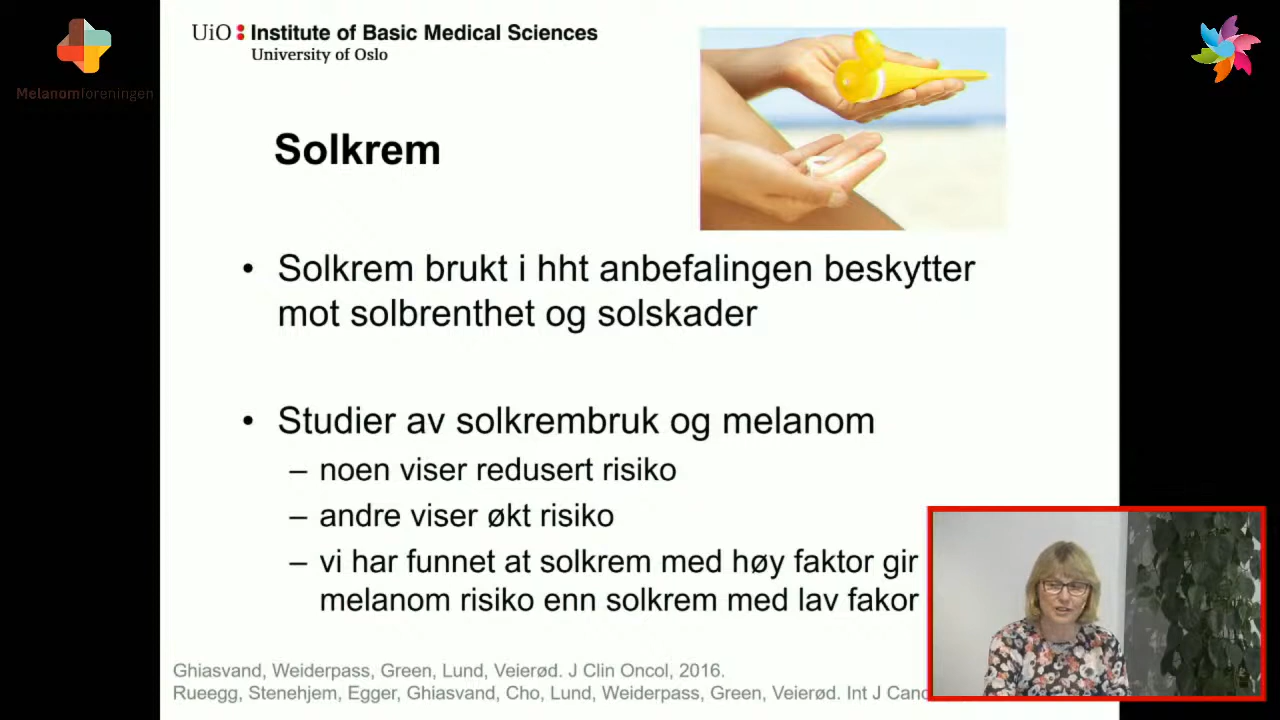 UiO: Institute of Basic Medical Sciences
University of Oslo
Melanomforeningen
Solkrem
• Solkrem brukt i hht anbefalingen beskytter
mot solbrenthet og solskader
• Studier av solkrembruk og melanom
– noen viser redusert risiko
– andre viser økt risiko
– vi har funnet at solkrem med høy faktor gir
melanom risiko enn solkrem med lav fakor
Ghiasvand, Weiderpass, Green, Lund, Veierød. J Clin Oncol, 2016.
Rueegg, Stenehjem, Egger, Ghiasvand, Cho, Lund, Weiderpass, Green, Veierød. Int J